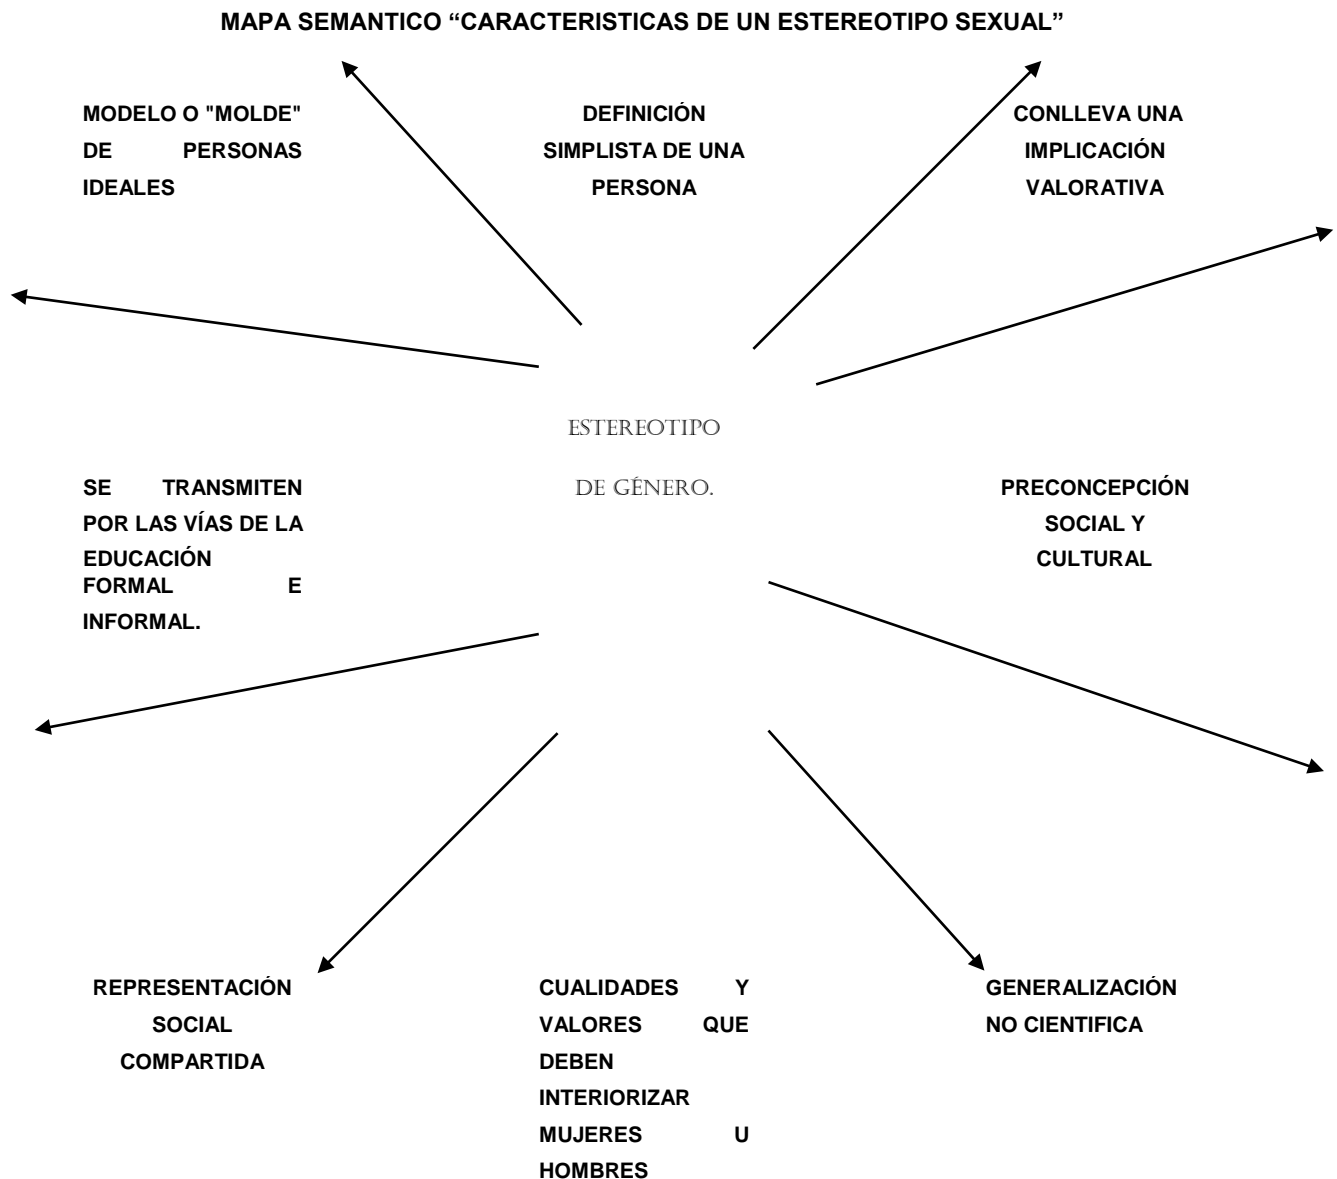 MAPA SEMANTICO “CARACTERISTICAS DE UN ESTEREOTIPO SEXUAL”
MODELO O "MOLDE"
DE PERSONAS
IDEALES
DEFINICIÓN
SIMPLISTA DE UNA
PERSONA
CONLLEVA UNA
IMPLICACIÓN
VALORATIVA
ESTEREOTIPO
DE GÉNERO.
SE TRANSMITEN
POR LAS VÍAS DE LA
EDUCACIÓN
FORMAL E
INFORMAL.
PRECONCEPCIÓN
SOCIAL Y
CULTURAL
REPRESENTACIÓN
SOCIAL
COMPARTIDA
CUALIDADES Y
VALORES QUE
DEBEN
INTERIORIZAR
MUJERES U
HOMBRES
GENERALIZACIÓN
NO CIENTIFICA